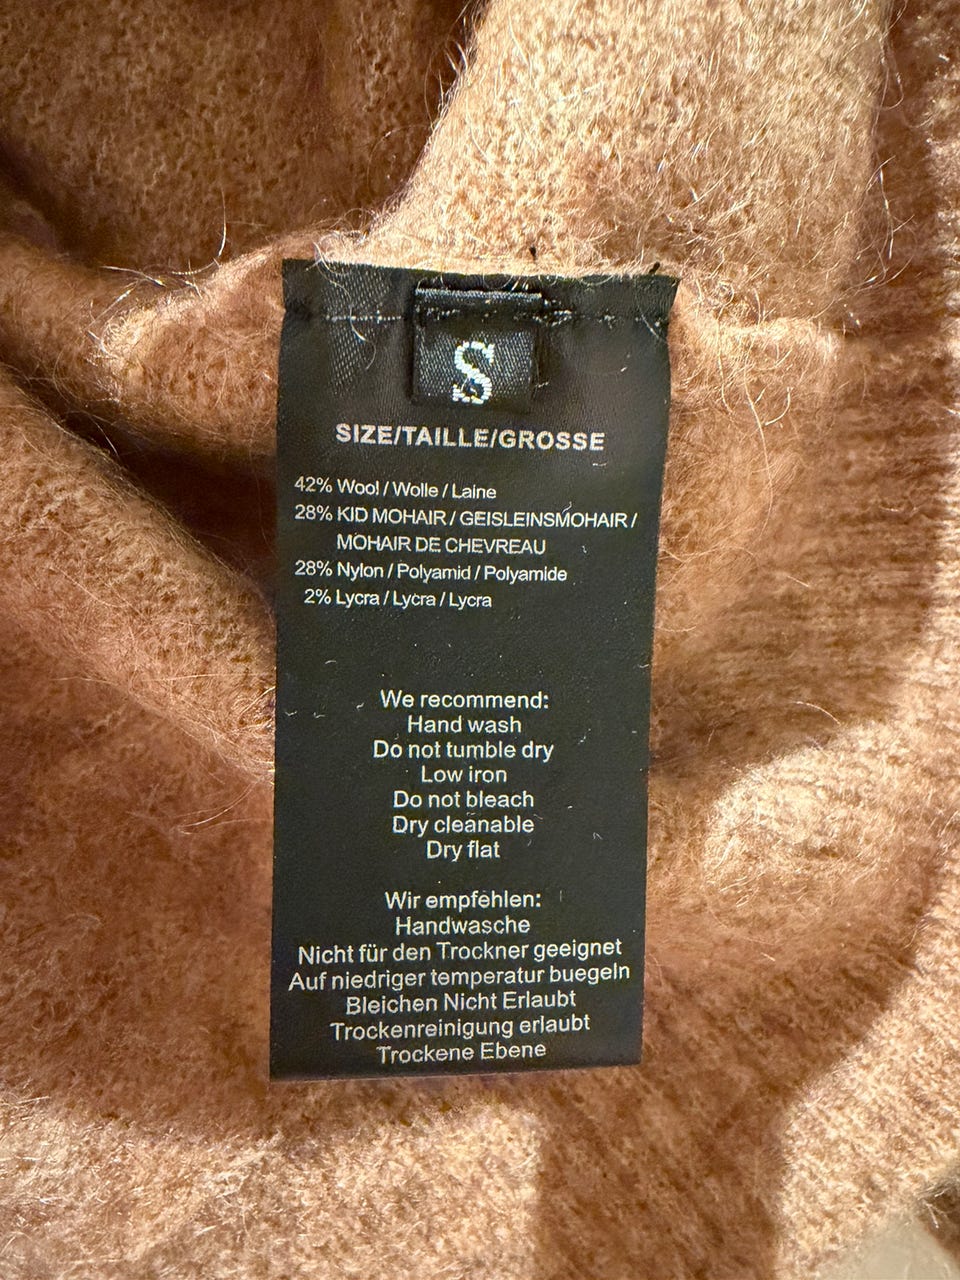 S
SIZE/TAILLE/GROSSE
42% Wool / Wolle / Laine
28% KID MOHAIR / GEISLEINSMOHAIR /
MOHAIR DE CHEVREAU
28% Nylon / Polyamid / Polyamide
2% Lycra / Lycra / Lycra
We recommend:
Hand wash
Do not tumble dry
Low iron
Do not bleach
Dry cleanable
Dry flat
Wir empfehlen:
Handwasche
Nicht für den Trockner geeignet
Auf niedriger temperatur buegeln
Bleichen Nicht Erlaubt
Trockenreinigung erlaubt
Trockene Ebene